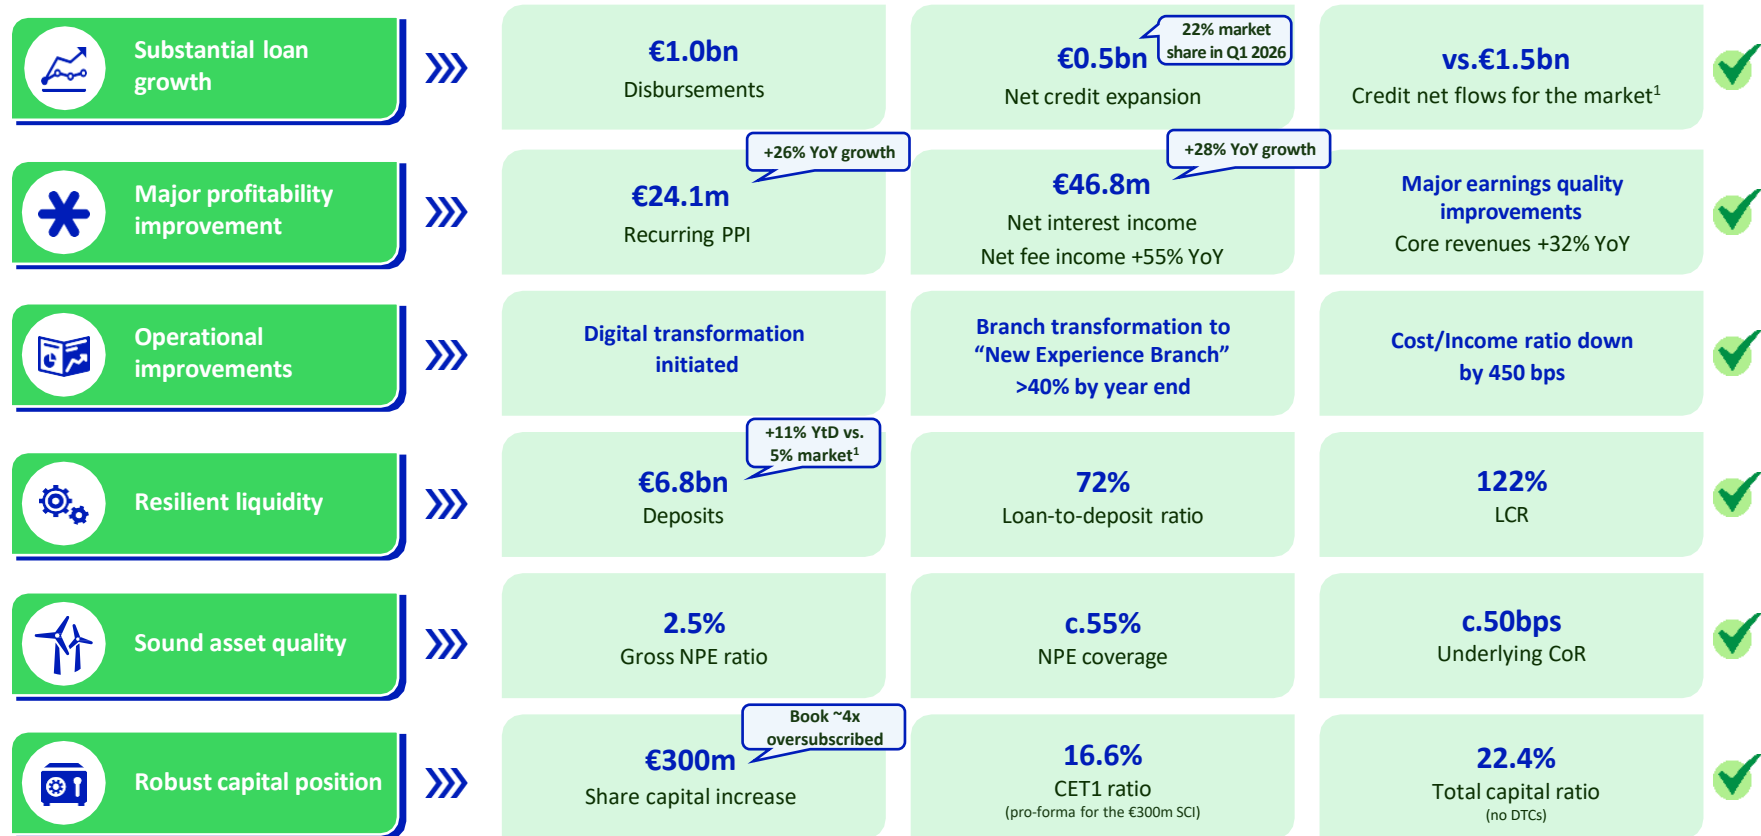 Substantial loan
growth
€1.0bn
Disbursements
22% market
share in Q1 2026
€0.5bn
Net credit expansion
vs.€1.5bn
Credit net flows for the market¹
Major profitability
improvement
+26% YoY growth
€24.1m
Recurring PPI
+28% YoY growth
€46.8m
Net interest income
Net fee income +55% YoY
Major earnings quality
improvements
Core revenues +32% YoY
Operational
improvements
Digital transformation
initiated
Branch transformation to
“New Experience Branch”
>40% by year end
Cost/Income ratio down
by 450 bps
Resilient liquidity
+11% YtD vs.
5% market¹
€6.8bn
Deposits
72%
Loan-to-deposit ratio
122%
LCR
Sound asset quality
2.5%
Gross NPE ratio
c.55%
NPE coverage
c.50bps
Underlying CoR
Robust capital position
Book ~4x
oversubscribed
€300m
Share capital increase
16.6%
CET1 ratio
(pro-forma for the €300m SCI)
22.4%
Total capital ratio
(no DTCs)